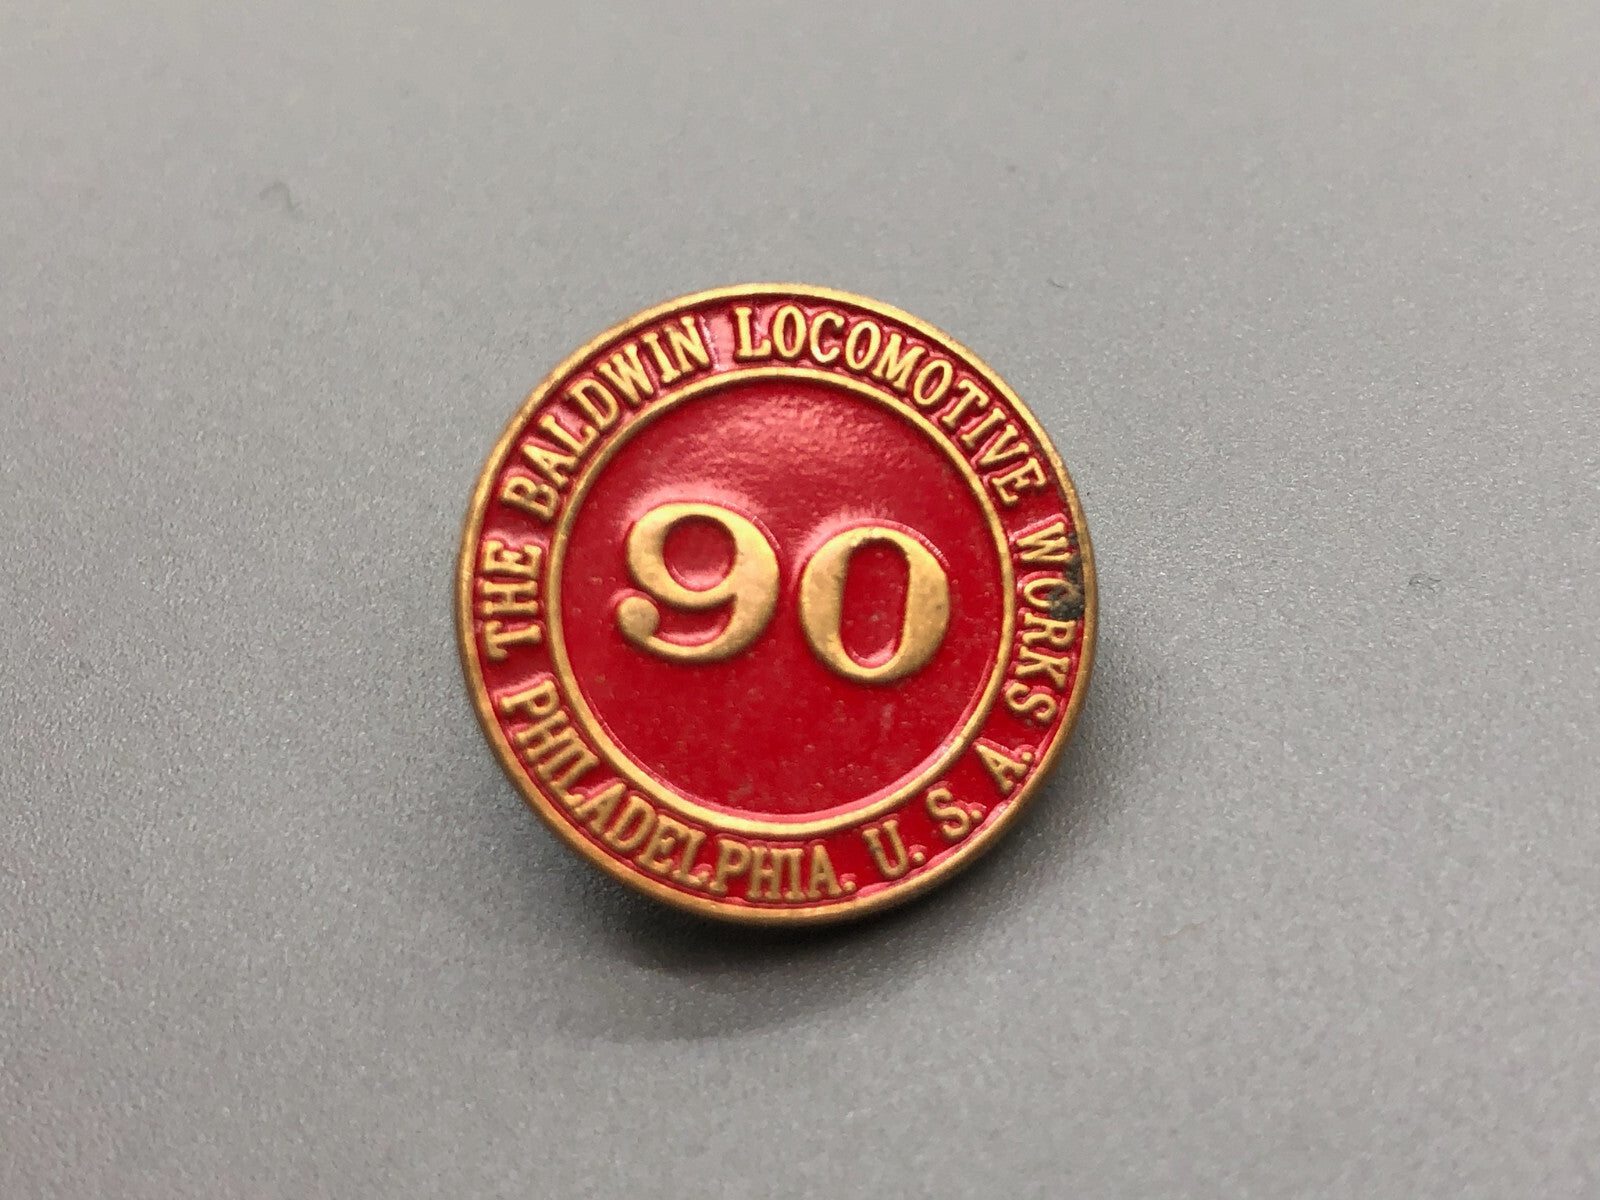 THE BALDWIN LOCOMOTIVE WORKS
PHILADELPHIA. U. S. A.
90